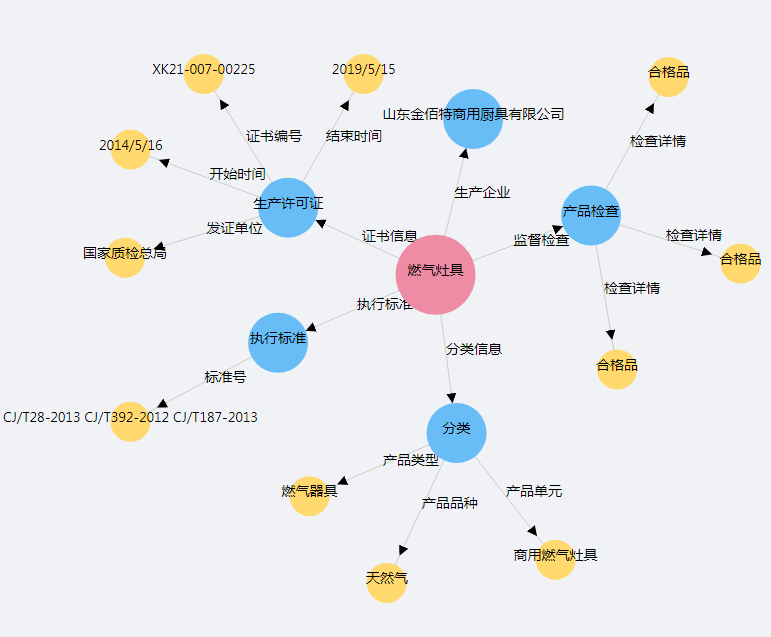 XK21-007-00225
2019/5/15
合格品
山东金佰特商用厨具有限公司
证书编号
结束时间
检查详情
2014/5/16
开始时间
生产企业
生产许可证
产品检查
发证单位
证书信息
监督检查
检查详情
国家质检总局
合格品
燃气灶具
检查详情
执行标准
执行标准
分类信息
合格品
标准号
CJ/T28-2013 CJ/T392-2012 CJ/T187-2013
分类
产品类型
燃气器具
产品品种
产品单元
商用燃气灶具
天然气